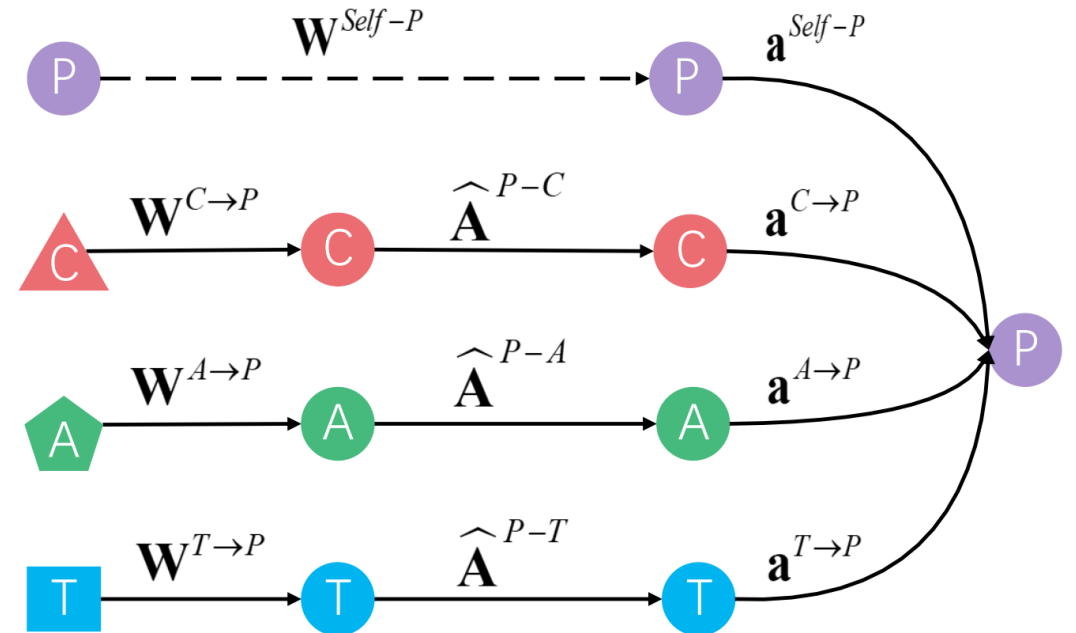 W^{Self-P} a^{Self-P}
P P
W^{C→P} Â^{P-C} a^{C→P}
C C C
P
W^{A→P} Â^{P-A} a^{A→P}
A A A
W^{T→P} Â^{P-T} a^{T→P}
T T T